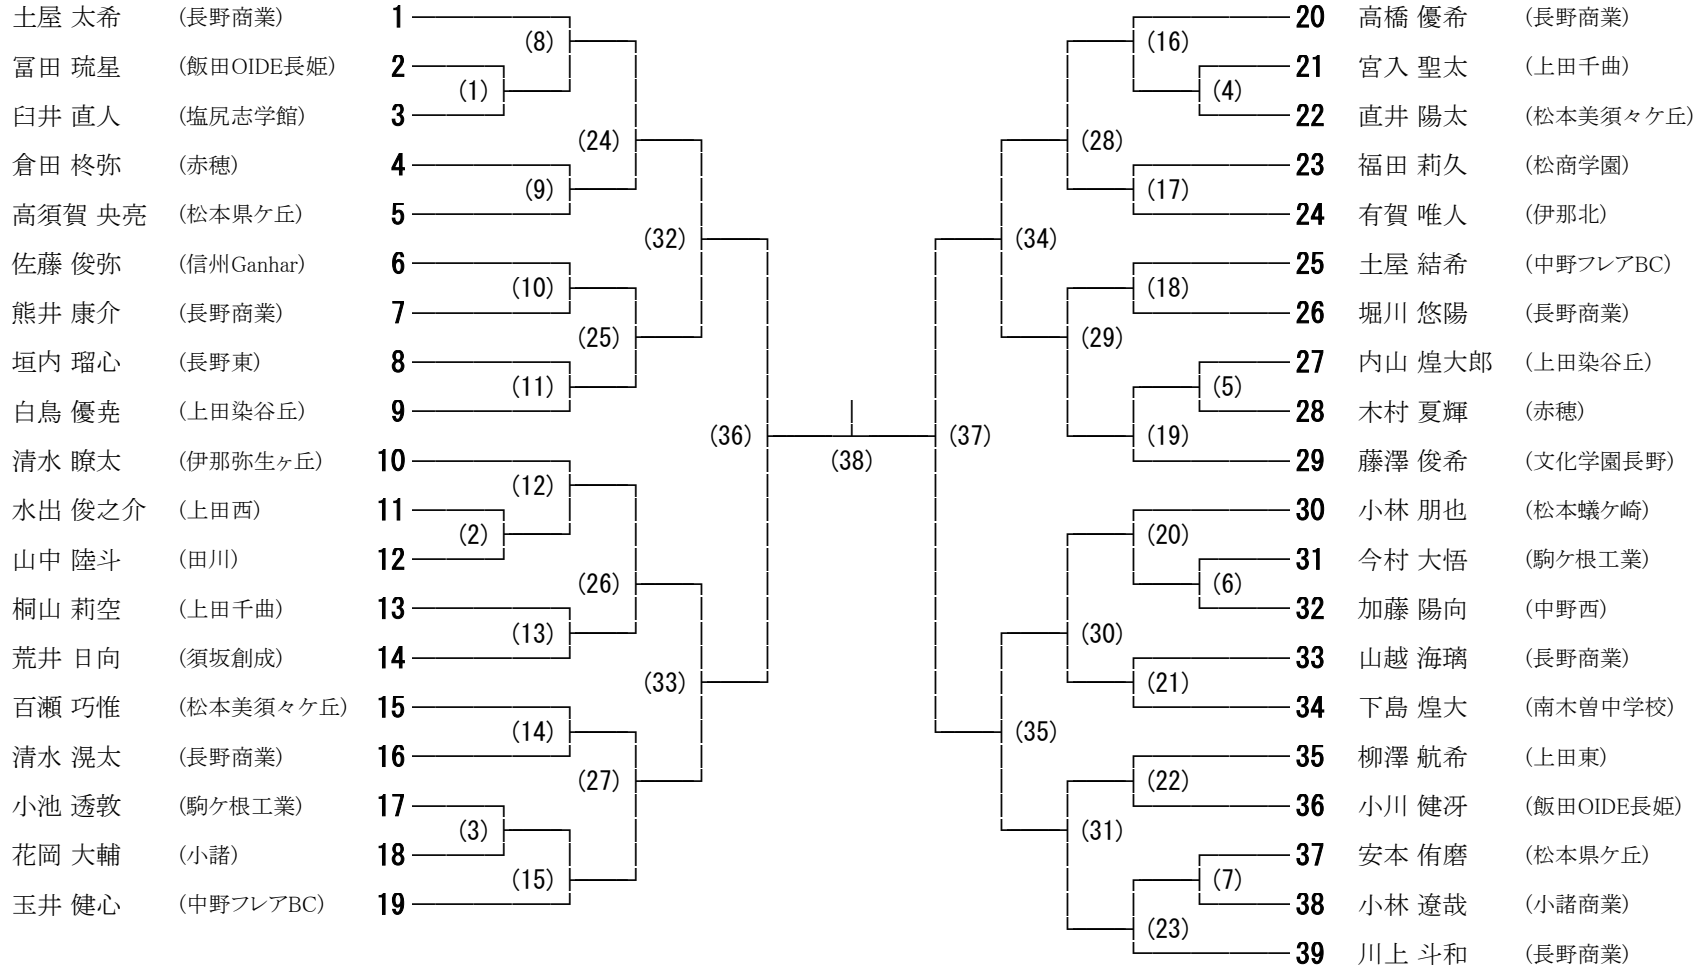 土屋 太希 (長野商業) 1
(8)
冨田 琉星 (飯田OIDE長姫) 2
(1)
臼井 直人 (塩尻志学館) 3
(24)
倉田 柊弥 (赤穂) 4
(9)
高須賀 央亮 (松本県ケ丘) 5
(32)
佐藤 俊弥 (信州Ganhar) 6
(10)
熊井 康介 (長野商業) 7
(25)
垣内 瑠心 (長野東) 8
(11)
白鳥 優尭 (上田染谷丘) 9
(36)
清水 瞭太 (伊那弥生ヶ丘) 10
(12)
水出 俊之介 (上田西) 11
(2)
山中 陸斗 (田川) 12
(26)
桐山 莉空 (上田千曲) 13
(13)
荒井 日向 (須坂創成) 14
(33)
百瀬 巧惟 (松本美須々ケ丘) 15
(14)
清水 滉太 (長野商業) 16
(27)
小池 透敦 (駒ケ根工業) 17
(3)
花岡 大輔 (小諸) 18
(15)
玉井 健心 (中野フレアBC) 19
(38)
20 高橋 優希 (長野商業)
(16)
21 宮入 聖太 (上田千曲)
(4)
22 直井 陽太 (松本美須々ケ丘)
(28)
23 福田 莉久 (松商学園)
(17)
24 有賀 唯人 (伊那北)
(34)
25 土屋 結希 (中野フレアBC)
(18)
26 堀川 悠陽 (長野商業)
(29)
27 内山 煌大郎 (上田染谷丘)
(5)
28 木村 夏輝 (赤穂)
(37)
(19)
29 藤澤 俊希 (文化学園長野)
30 小林 朋也 (松本蟻ケ崎)
(20)
31 今村 大悟 (駒ケ根工業)
(6)
32 加藤 陽向 (中野西)
(30)
33 山越 海璃 (長野商業)
(21)
34 下島 煌大 (南木曽中学校)
(35)
35 柳澤 航希 (上田東)
(22)
36 小川 健冴 (飯田OIDE長姫)
(31)
37 安本 侑磨 (松本県ケ丘)
(7)
38 小林 遼哉 (小諸商業)
(23)
39 川上 斗和 (長野商業)